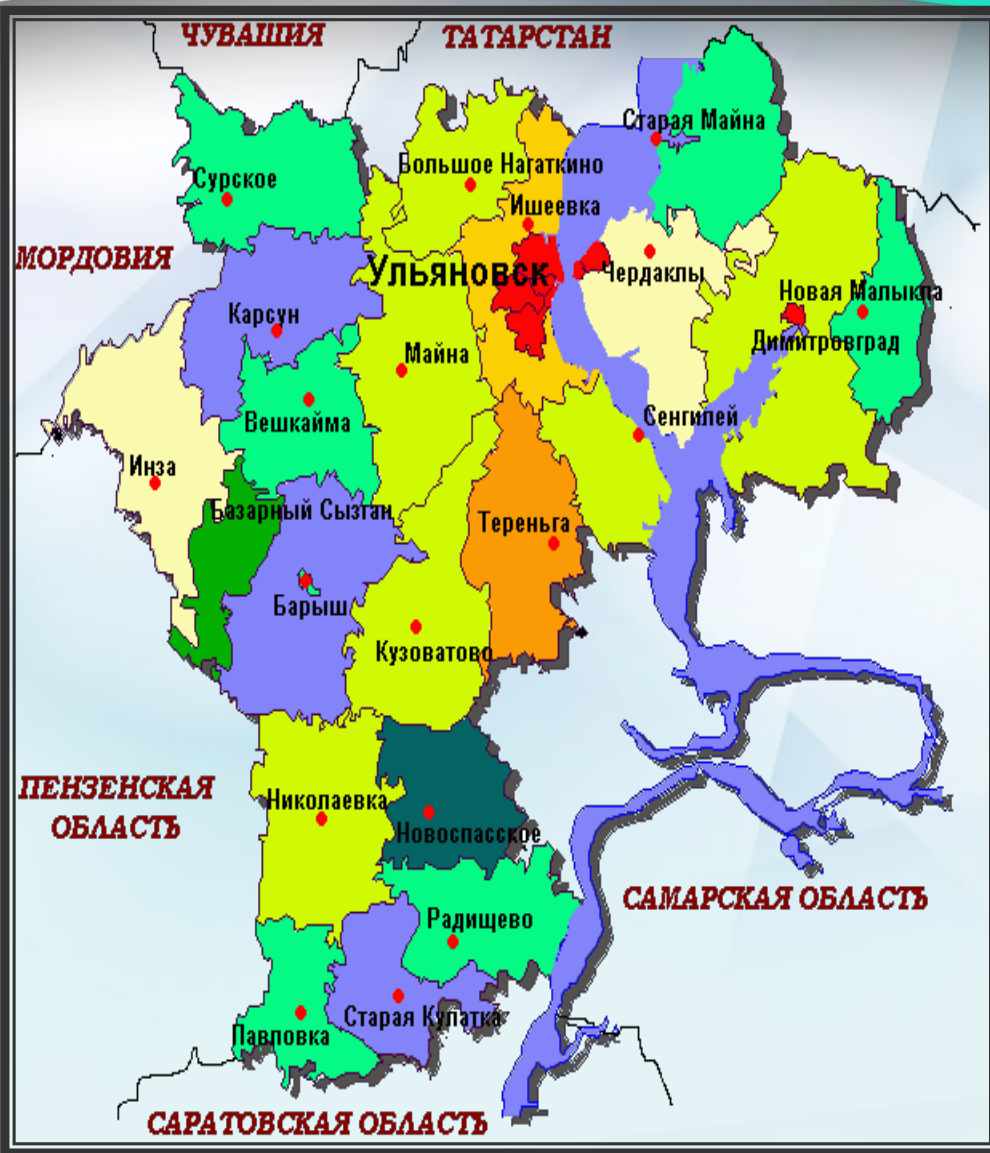 ЧУВАШИЯ
ТАТАРСТАН
Старая Майна
Большое Нагаткино
Сурское
Ишеевка
МОРДОВИЯ
Ульяновск
Чердаклы
Новая Малыкла
Карсун
Димитровград
Майна
Вешкайма
Сенгилей
Инза
Базарный Сызган
Тереньга
Барыш
Кузоватово
ПЕНЗЕНСКАЯ
ОБЛАСТЬ
Николаевка
Новоспасское
САМАРСКАЯ ОБЛАСТЬ
Радищево
Старая Кулатка
Павловка
САРАТОВСКАЯ ОБЛАСТЬ